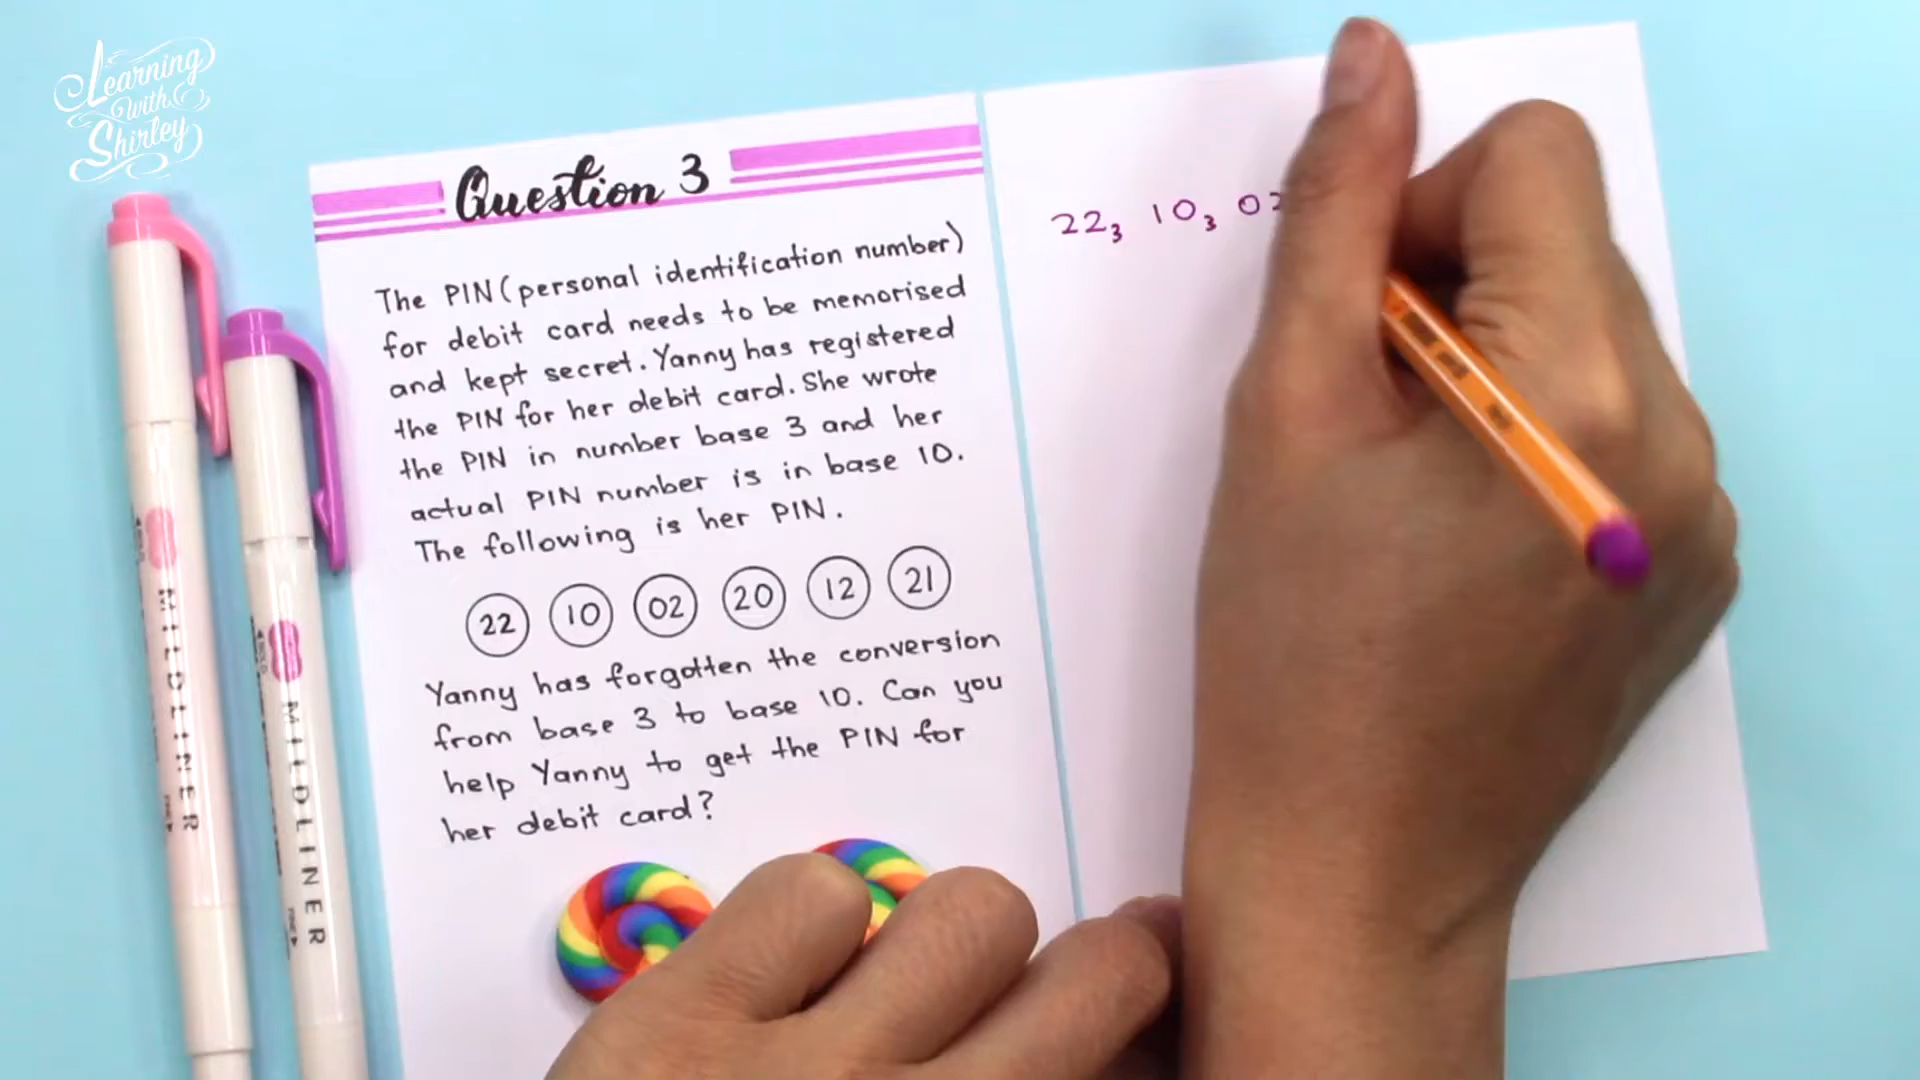 Learning
With
Shirley
Question 3
The PIN (personal identification number)
for debit card needs to be memorised
and kept secret. Yanny has registered
the PIN for her debit card. She wrote
the PIN in number base 3 and her
actual PIN number is in base 10.
The following is her PIN.
22 10 02 20 12 21
Yanny has forgotten the conversion
from base 3 to base 10. Can you
help Yanny to get the PIN for
her debit card?
22₃ 10₃ 02
MILDLINER
MILDLINER